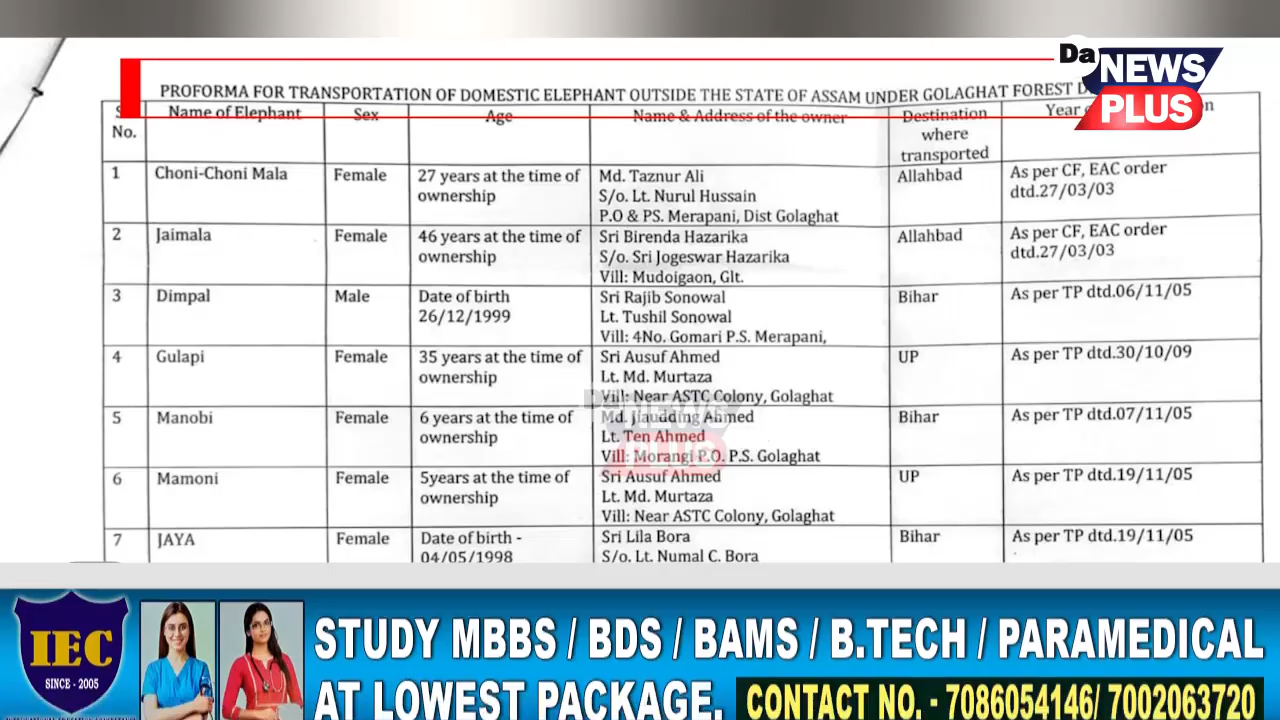 Da
NEWS
PLUS
PROFORMA FOR TRANSPORTATION OF DOMESTIC ELEPHANT OUTSIDE THE STATE OF ASSAM UNDER GOLAGHAT FOREST
No. Name of Elephant Sex Age Name & Address of the owner Destination where transported Year
1 Choni-Choni Mala Female 27 years at the time of ownership Md. Taznur Ali Allahbad As per CF, EAC order dtd.27/03/03
S/o. Lt. Nurul Hussain
P.O & PS. Merapani, Dist Golaghat
2 Jaimala Female 46 years at the time of ownership Sri Birenda Hazarika Allahbad As per CF, EAC order dtd.27/03/03
S/o. Sri Jogeswar Hazarika
Vill: Mudoigaon, Glt.
3 Dimpal Male Date of birth 26/12/1999 Sri Rajib Sonowal Bihar As per TP dtd.06/11/05
Lt. Tushil Sonowal
Vill: 4No. Gomari P.S. Merapani,
4 Gulapi Female 35 years at the time of ownership Sri Ausuf Ahmed UP As per TP dtd.30/10/09
Lt. Md. Murtaza
Vill: Near ASTC Colony, Golaghat
5 Manobi Female 6 years at the time of ownership Md. Ahmed Bihar As per TP dtd.07/11/05
Lt. Ten Ahmed
Vill: Morangi P.O. P.S. Golaghat
6 Mamoni Female 5years at the time of ownership Sri Ausuf Ahmed UP As per TP dtd.19/11/05
Lt. Md. Murtaza
Vill: Near ASTC Colony, Golaghat
7 JAYA Female Date of birth - 04/05/1998 Sri Lila Bora Bihar As per TP dtd.19/11/05
S/o. Lt. Numal C. Bora
Da
NEWS
PLUS
IEC
SINCE - 2005
STUDY MBBS / BDS / BAMS / B.TECH / PARAMEDICAL
AT LOWEST PACKAGE.
CONTACT NO. - 7086054146/ 7002063720